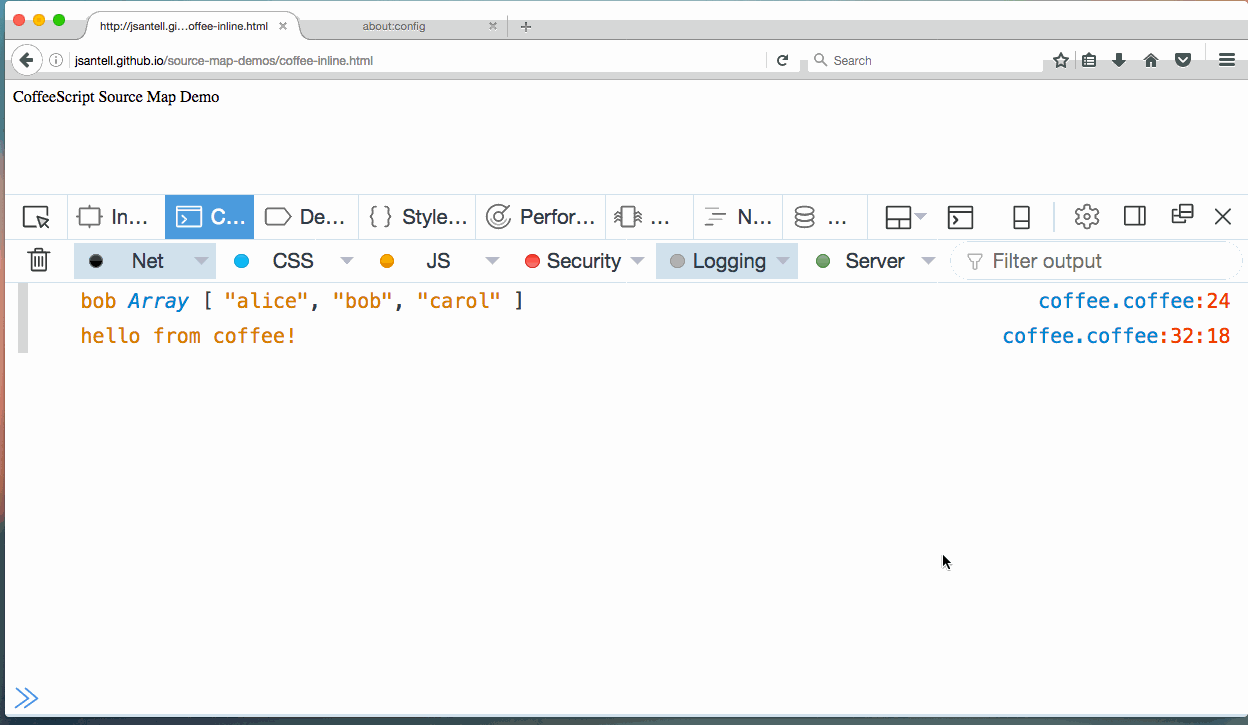 http://jsantell.gi...offee-inline.html about:config
jsantell.github.io/source-map-demos/coffee-inline.html Search
CoffeeScript Source Map Demo
In... C... De... Style... Perfor... ... N... ...
Net CSS JS Security Logging Server Filter output
bob Array [ "alice", "bob", "carol" ] coffee.coffee:24
hello from coffee! coffee.coffee:32:18